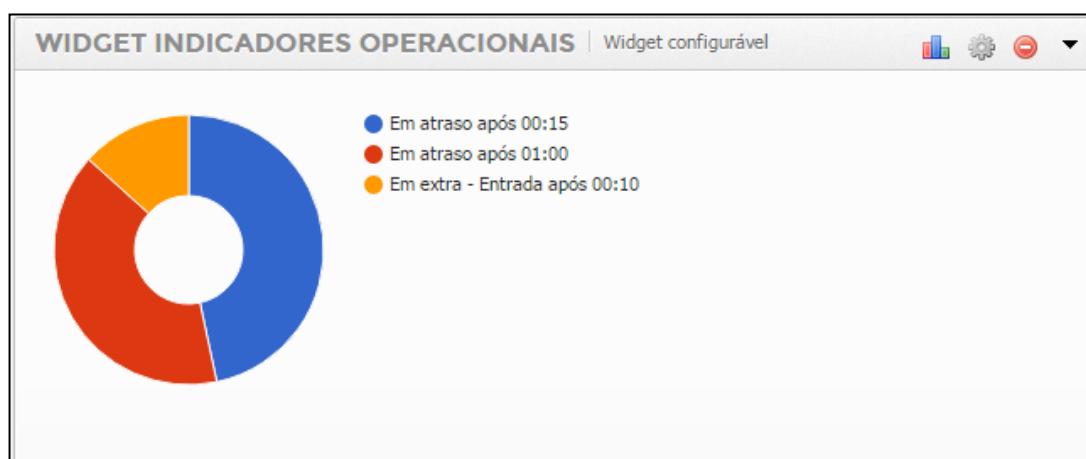 WIDGET INDICADORES OPERACIONAIS Widget configurável
Em atraso após 00:15
Em atraso após 01:00
Em extra - Entrada após 00:10